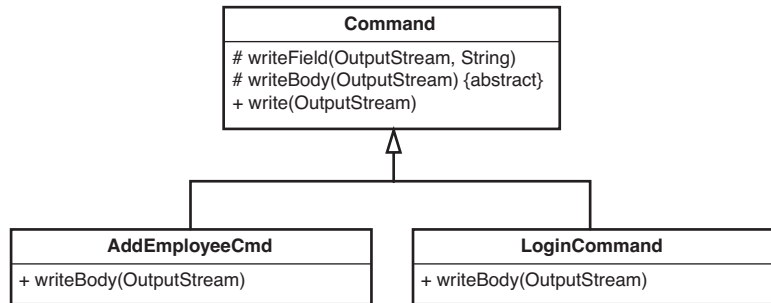 Command
# writeField(OutputStream, String)
# writeBody(OutputStream) {abstract}
+ write(OutputStream)
AddEmployeeCmd
+ writeBody(OutputStream)
LoginCommand
+ writeBody(OutputStream)